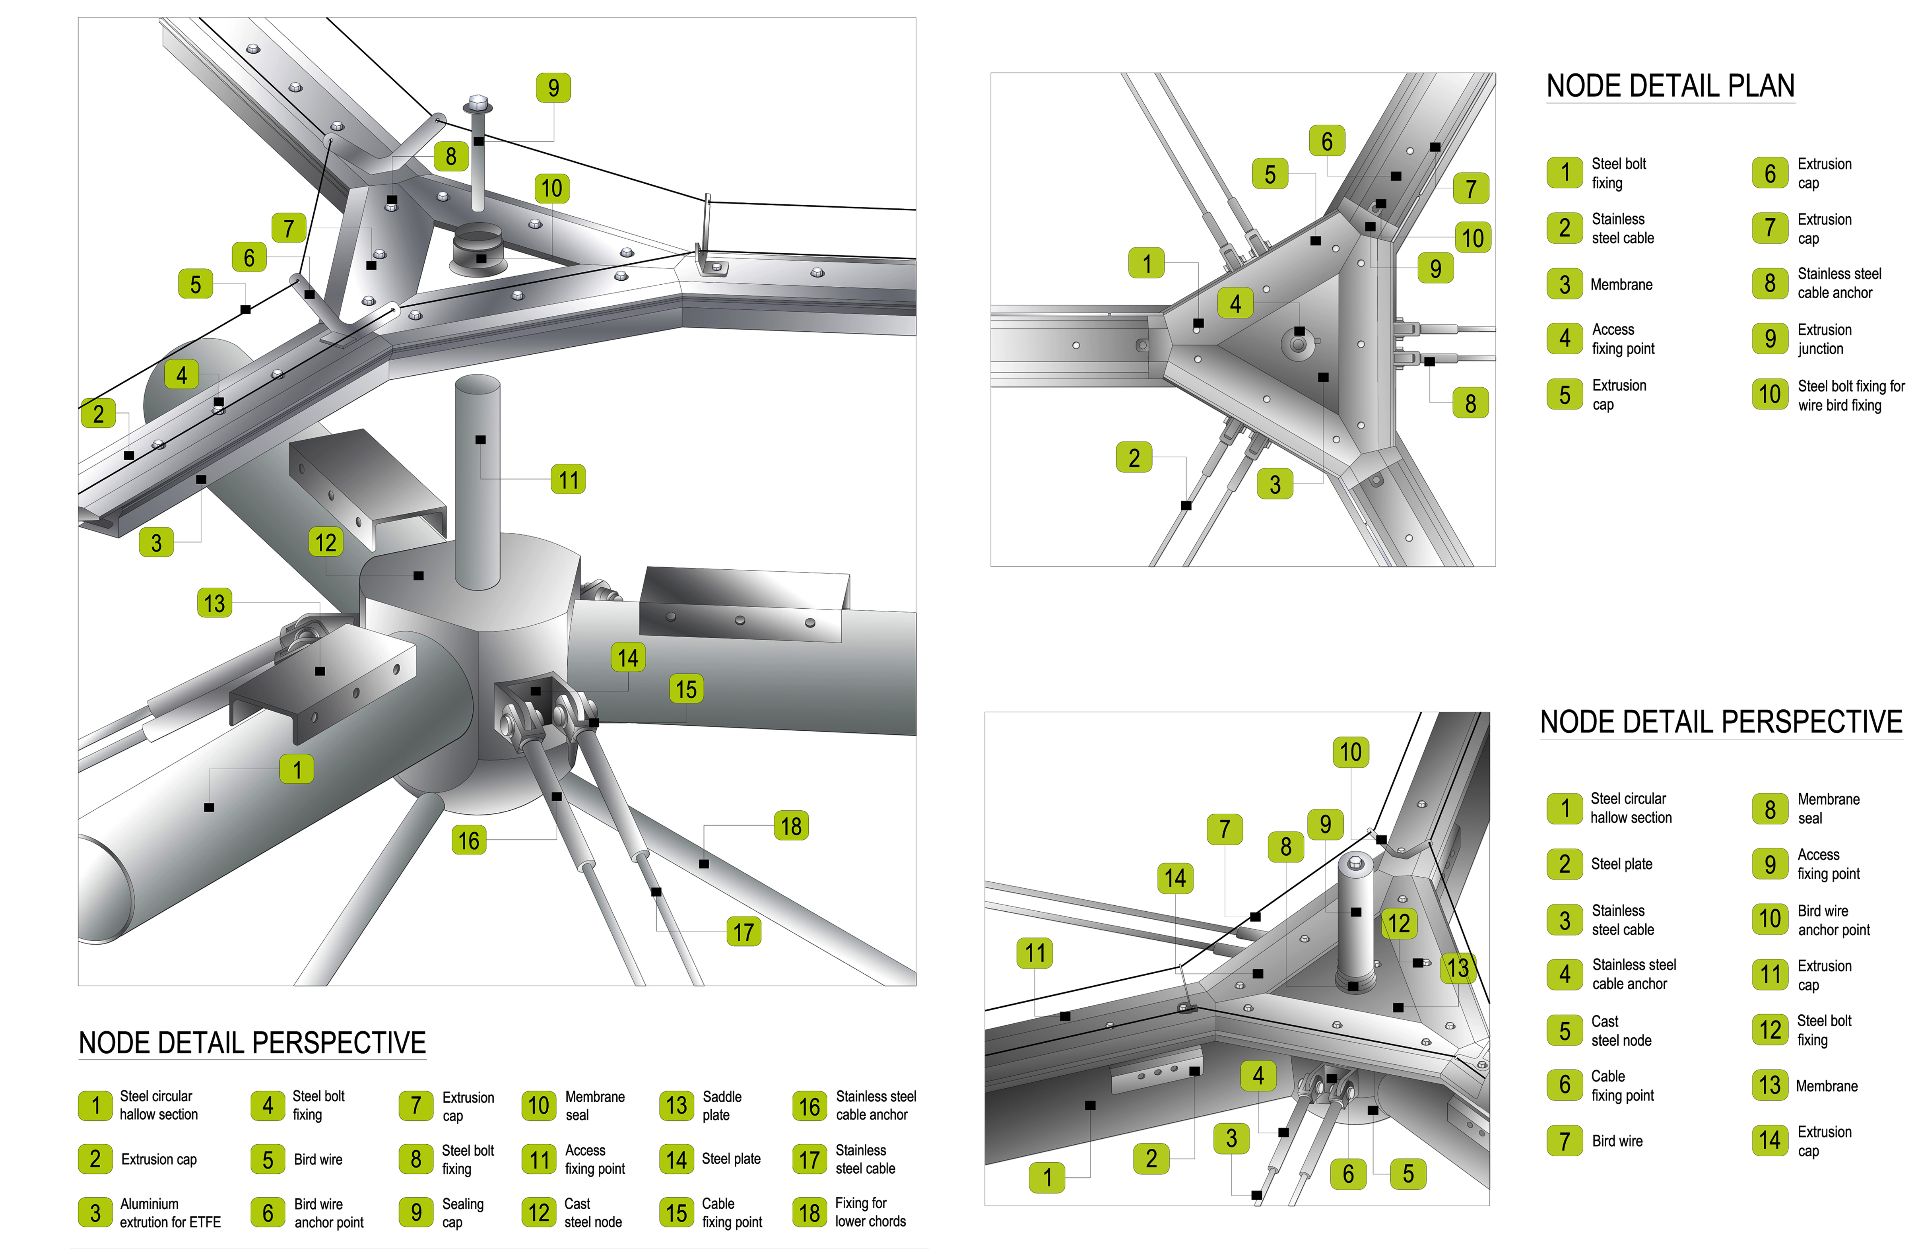 9
8
10
7
6
5
4
2
11
3
12
13
14
15
1
16
18
17
NODE DETAIL PERSPECTIVE
1 Steel circular
hallow section
2 Extrusion cap
3 Aluminium
extrution for ETFE
4 Steel bolt
fixing
5 Bird wire
6 Bird wire
anchor point
7 Extrusion
cap
8 Steel bolt
fixing
9 Sealing
cap
10 Membrane
seal
11 Access
fixing point
12 Cast
steel node
13 Saddle
plate
14 Steel plate
15 Cable
fixing point
16 Stainless steel
cable anchor
17 Stainless
steel cable
18 Fixing for
lower chords
6
5
7
10
1
9
4
8
2
3
NODE DETAIL PLAN
1 Steel bolt
fixing
2 Stainless
steel cable
3 Membrane
4 Access
fixing point
5 Extrusion
cap
6 Extrusion
cap
7 Extrusion
cap
8 Stainless steel
cable anchor
9 Extrusion
junction
10 Steel bolt fixing for
wire bird fixing
10
7
9
8
14
12
11
13
4
3
2
1
6
5
NODE DETAIL PERSPECTIVE
1 Steel circular
hallow section
2 Steel plate
3 Stainless
steel cable
4 Stainless steel
cable anchor
5 Cast
steel node
6 Cable
fixing point
7 Bird wire
8 Membrane
seal
9 Access
fixing point
10 Bird wire
anchor point
11 Extrusion
cap
12 Steel bolt
fixing
13 Membrane
14 Extrusion
cap